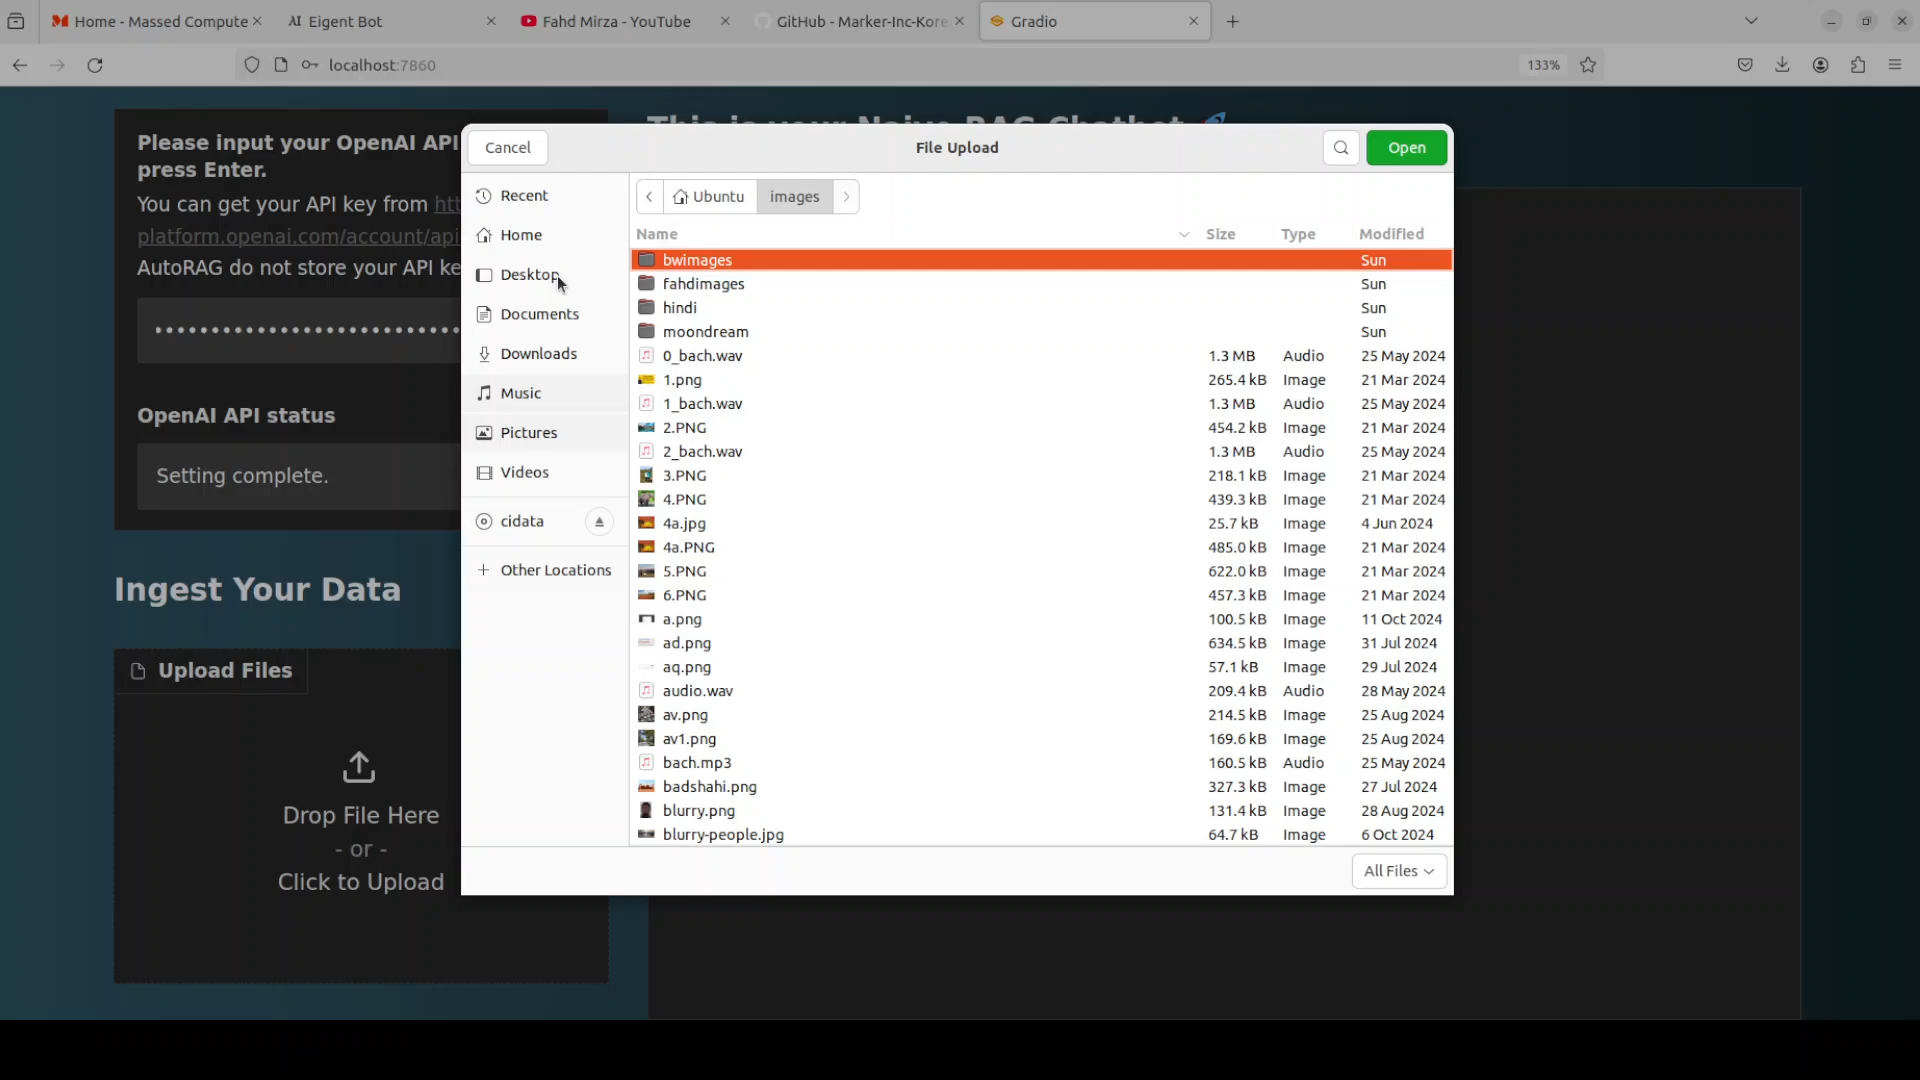 Home - Massed Compute
AI Eigent Bot
Fahd Mirza - YouTube
GitHub - Marker-Inc-Kore
Gradio
localhost:7860
133%
Please input your OpenAI API
press Enter.
You can get your API key from
platform.openai.com/account/api
AutoRAG do not store your API ke
••••••••••••••••••••••••••••
OpenAI API status
Setting complete.
Ingest Your Data
Upload Files
Drop File Here
- or -
Click to Upload
This is your Naive RAG Chatbot 🚀
Cancel
File Upload
Open
Recent
Home
Desktop
Documents
Downloads
Music
Pictures
Videos
cidata
+ Other Locations
Ubuntu
images
Name Size Type Modified
bwimages Sun
fahdimages Sun
hindi Sun
moondream Sun
0_bach.wav 1.3 MB Audio 25 May 2024
1.png 265.4 kB Image 21 Mar 2024
1_bach.wav 1.3 MB Audio 25 May 2024
2.PNG 454.2 kB Image 21 Mar 2024
2_bach.wav 1.3 MB Audio 25 May 2024
3.PNG 218.1 kB Image 21 Mar 2024
4.PNG 439.3 kB Image 21 Mar 2024
4a.jpg 25.7 kB Image 4 Jun 2024
4a.PNG 485.0 kB Image 21 Mar 2024
5.PNG 622.0 kB Image 21 Mar 2024
6.PNG 457.3 kB Image 21 Mar 2024
a.png 100.5 kB Image 11 Oct 2024
ad.png 634.5 kB Image 31 Jul 2024
aq.png 57.1 kB Image 29 Jul 2024
audio.wav 209.4 kB Audio 28 May 2024
av.png 214.5 kB Image 25 Aug 2024
av1.png 169.6 kB Image 25 Aug 2024
bach.mp3 160.5 kB Audio 25 May 2024
badshahi.png 327.3 kB Image 27 Jul 2024
blurry.png 131.4 kB Image 28 Aug 2024
blurry-people.jpg 64.7 kB Image 6 Oct 2024
All Files